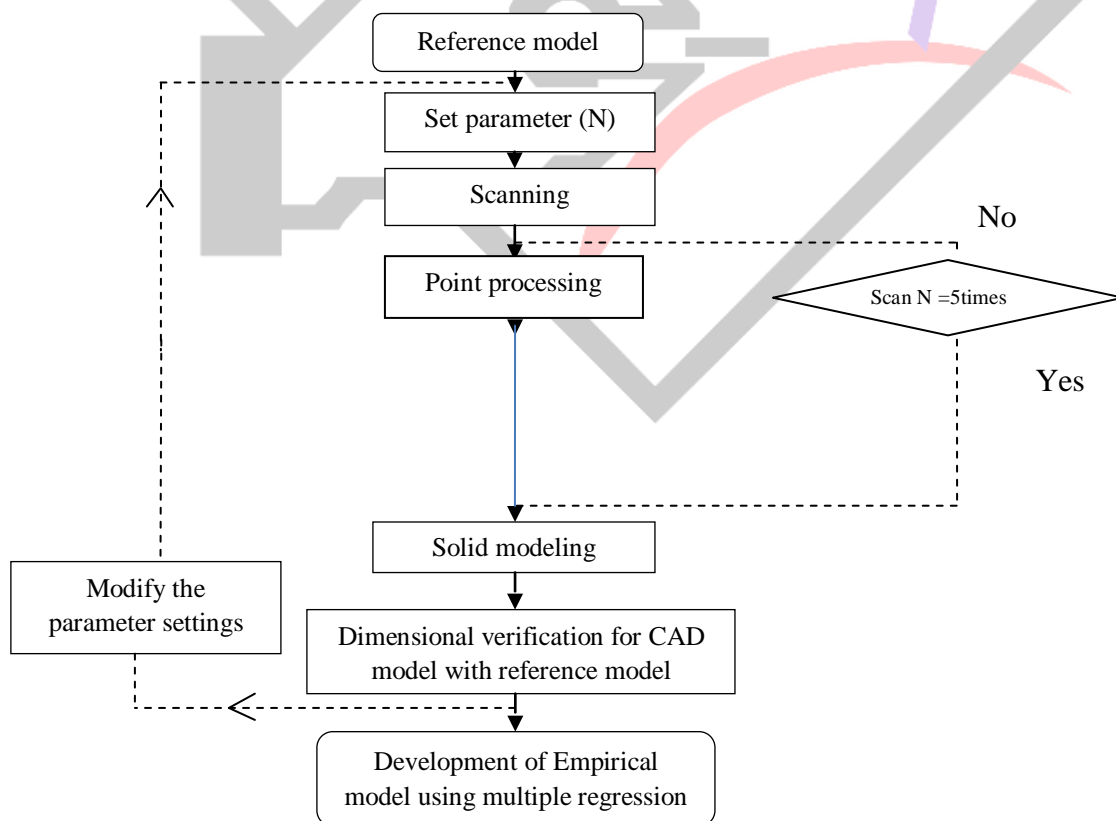 Reference model
Set parameter (N)
Scanning
No
Point processing
Scan N =5times
Yes
Solid modeling
Modify the
parameter settings
Dimensional verification for CAD
model with reference model
Development of Empirical
model using multiple regression